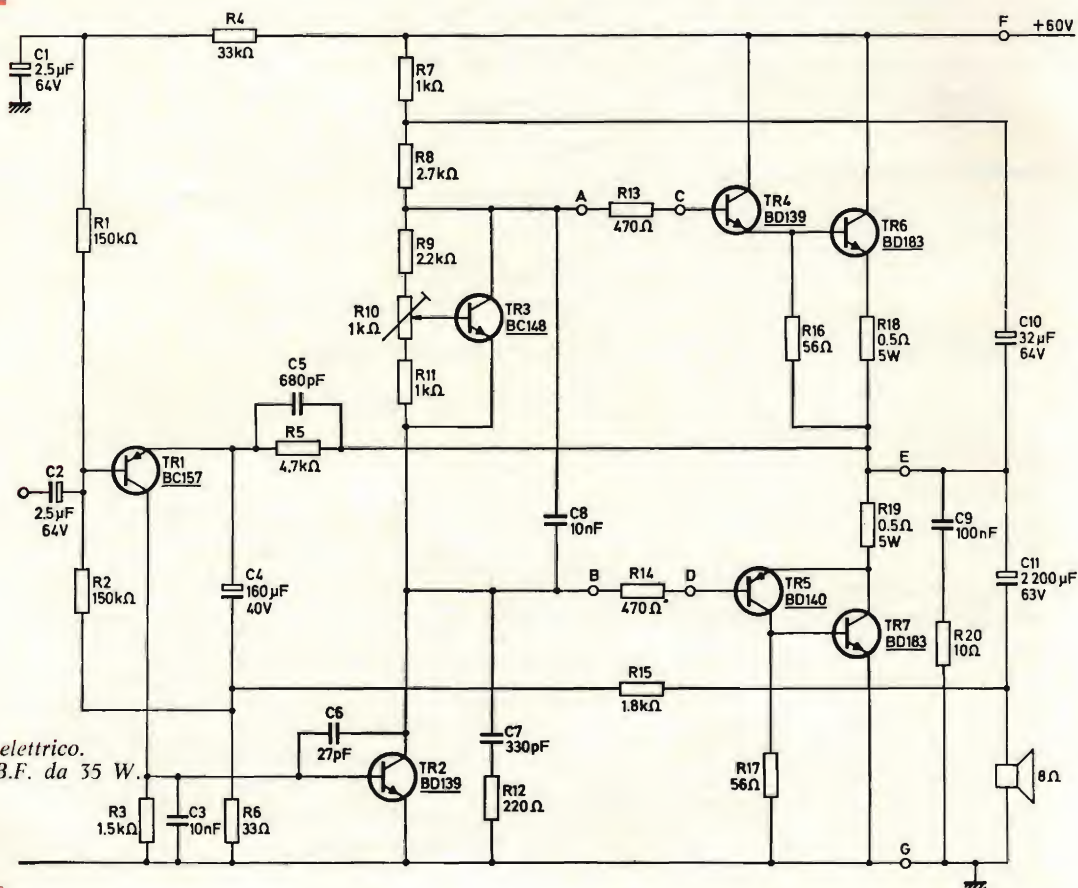 R4
33kΩ
F
+60V
C1
2.5µF
64V
R7
1kΩ
R8
2.7kΩ
R1
150kΩ
A
R13
470Ω
C
TR4
BD139
TR6
BD183
R9
2.2kΩ
R10
1kΩ
TR3
BC148
R16
56Ω
R18
0.5Ω
5W
C10
32µF
64V
R11
1kΩ
C5
680pF
R5
4.7kΩ
TR1
BC157
C2
2.5µF
64V
E
C8
10nF
R19
0.5Ω
5W
C9
100nF
C11
2200µF
63V
R2
150kΩ
C4
160µF
40V
B
R14
470Ω
D
TR5
BD140
TR7
BD183
R20
10Ω
R15
1.8kΩ
C6
27pF
C7
330pF
elettrico.
B.F. da 35 W.
TR2
BD139
R17
56Ω
8Ω
R3
1.5kΩ
C3
10nF
R6
33Ω
R12
220Ω
G